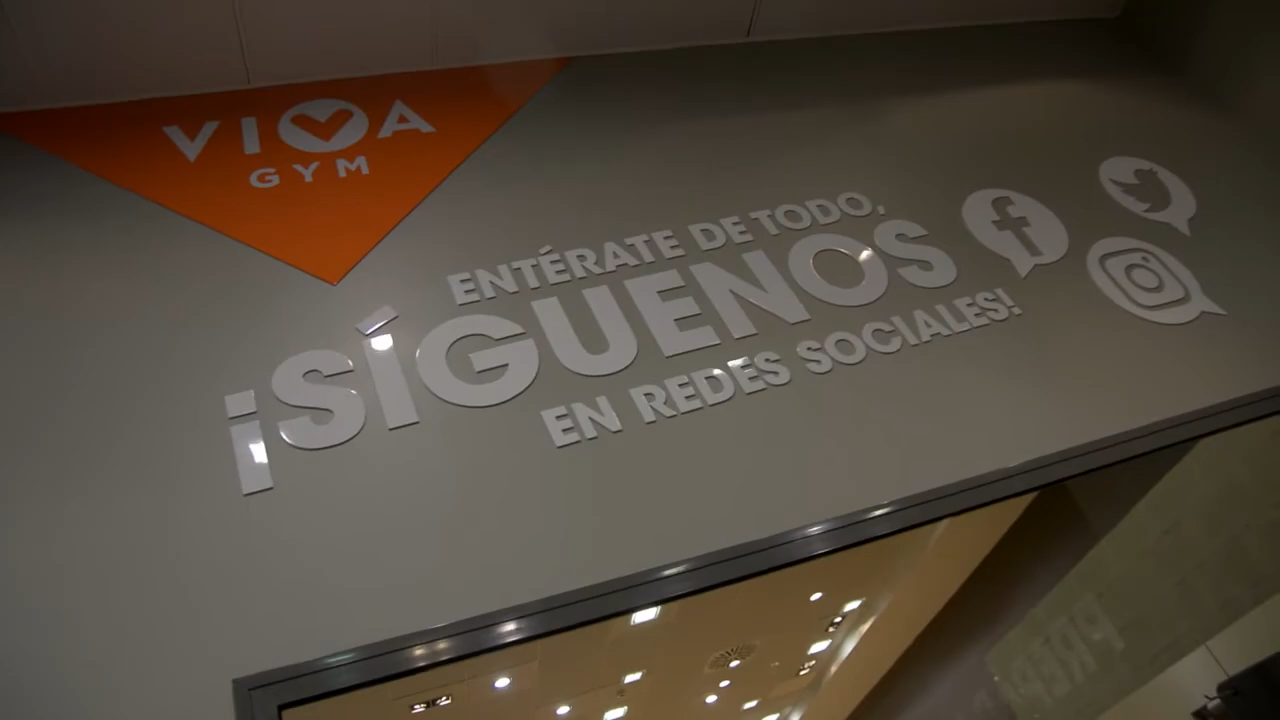 VIVA
GYM
ENTÉRATE DE TODO,
¡SÍGUENOS
EN REDES SOCIALES!